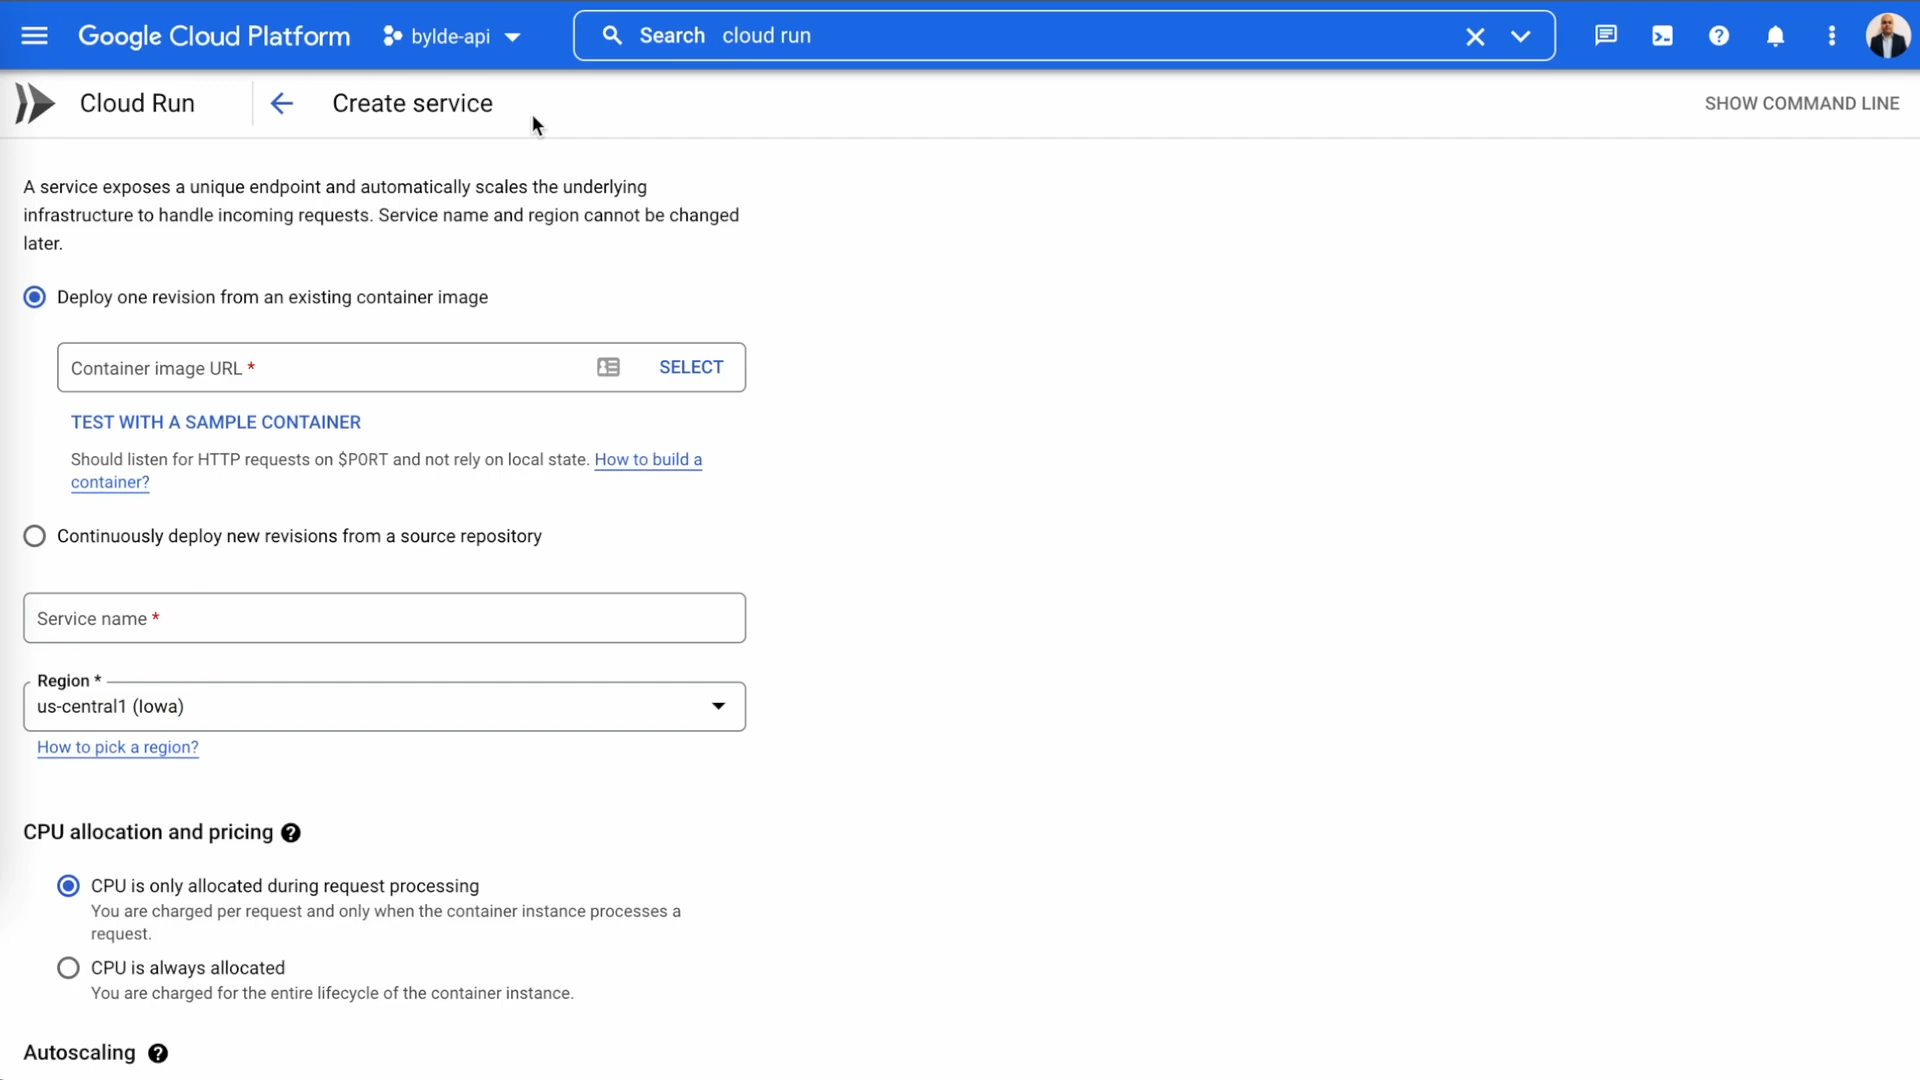 Google Cloud Platform
bylde-api
Search cloud run
Cloud Run
Create service
SHOW COMMAND LINE
A service exposes a unique endpoint and automatically scales the underlying
infrastructure to handle incoming requests. Service name and region cannot be changed
later.
Deploy one revision from an existing container image
Container image URL *
SELECT
TEST WITH A SAMPLE CONTAINER
Should listen for HTTP requests on $PORT and not rely on local state. How to build a
container?
Continuously deploy new revisions from a source repository
Service name *
Region *
us-central1 (Iowa)
How to pick a region?
CPU allocation and pricing
CPU is only allocated during request processing
You are charged per request and only when the container instance processes a
request.
CPU is always allocated
You are charged for the entire lifecycle of the container instance.
Autoscaling